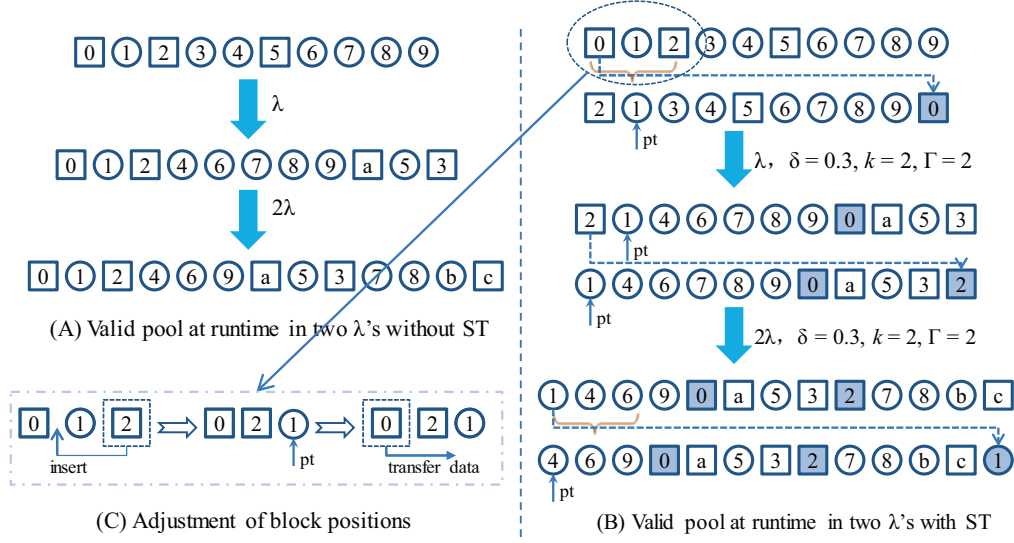 0 1 2 3 4 5 6 7 8 9
λ
0 1 2 4 6 7 8 9 a 5 3
2λ
0 1 2 4 6 9 a 5 3 7 8 b c
(A) Valid pool at runtime in two λ's without ST
0 1 2
insert
0 2 1
pt
0 2 1
transfer data
(C) Adjustment of block positions
0 1 2 3 4 5 6 7 8 9
2 1 3 4 5 6 7 8 9 0
pt
λ, δ = 0.3, k = 2, Γ = 2
2 1 4 6 7 8 9 0 a 5 3
pt
1 4 6 7 8 9 0 a 5 3 2
pt
2λ, δ = 0.3, k = 2, Γ = 2
1 4 6 9 0 a 5 3 2 7 8 b c
4 6 9 0 a 5 3 2 7 8 b c 1
pt
(B) Valid pool at runtime in two λ's with ST